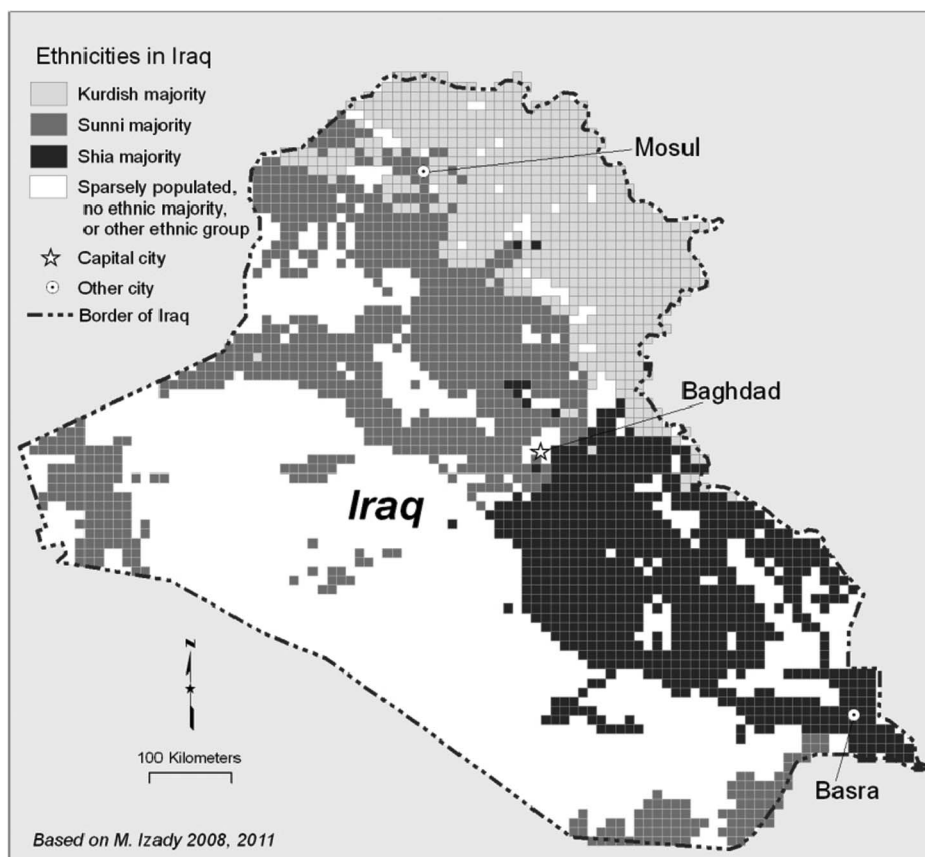 Ethnicities in Iraq
Kurdish majority
Sunni majority
Shia majority
Sparsely populated,
no ethnic majority,
or other ethnic group
Capital city
Other city
Border of Iraq
Mosul
Baghdad
Iraq
N
100 Kilometers
Basra
Based on M. Izady 2008, 2011